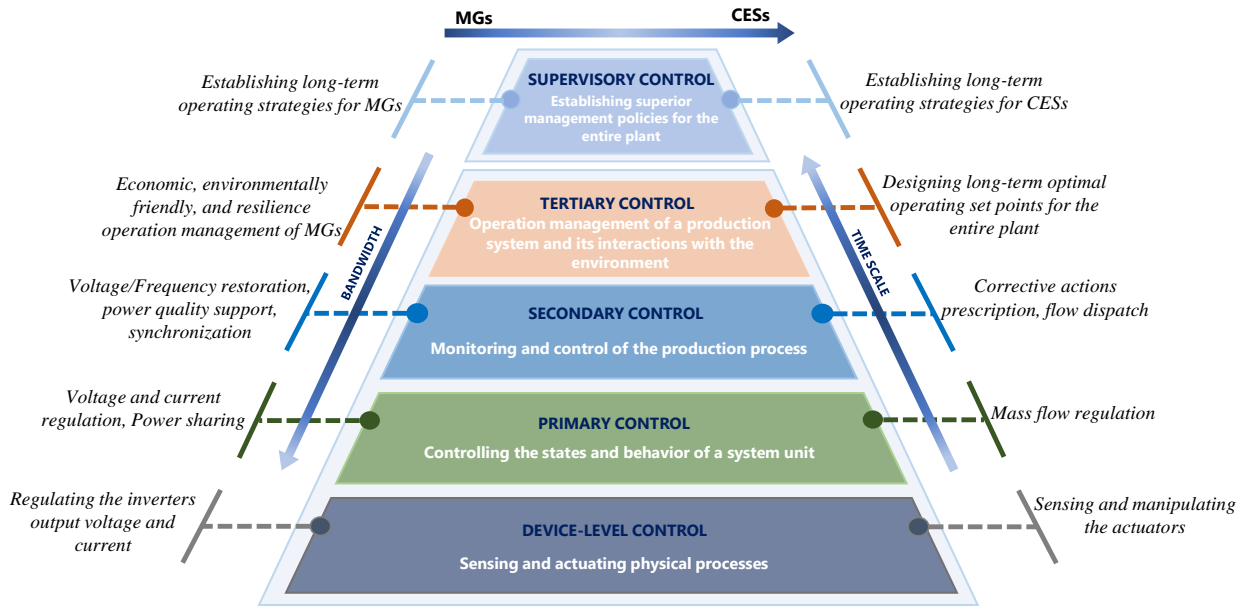 MGs
CESs
Establishing long-term
operating strategies for MGs
SUPERVISORY CONTROL
Establishing superior
management policies for the
entire plant
Establishing long-term
operating strategies for CESs
Economic, environmentally
friendly, and resilience
operation management of MGs
TERTIARY CONTROL
Operation management of a production
system and its interactions with the
environment
Designing long-term optimal
operating set points for the
entire plant
BANDWIDTH
TIME SCALE
Voltage/Frequency restoration,
power quality support,
synchronization
SECONDARY CONTROL
Monitoring and control of the production process
Corrective actions
prescription, flow dispatch
Voltage and current
regulation, Power sharing
PRIMARY CONTROL
Controlling the states and behavior of a system unit
Mass flow regulation
Regulating the inverters
output voltage and
current
DEVICE-LEVEL CONTROL
Sensing and actuating physical processes
Sensing and manipulating
the actuators